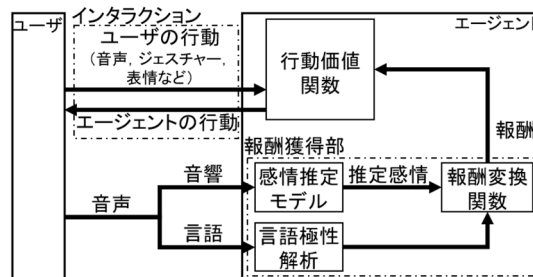 インタラクション
ユーザ
エージェント
ユーザの行動
(音声, ジェスチャー,
表情など)
行動価値
関数
エージェントの行動
報酬
報酬獲得部
音響
感情推定
モデル
推定感情
報酬変換
関数
音声
言語
言語極性
解析